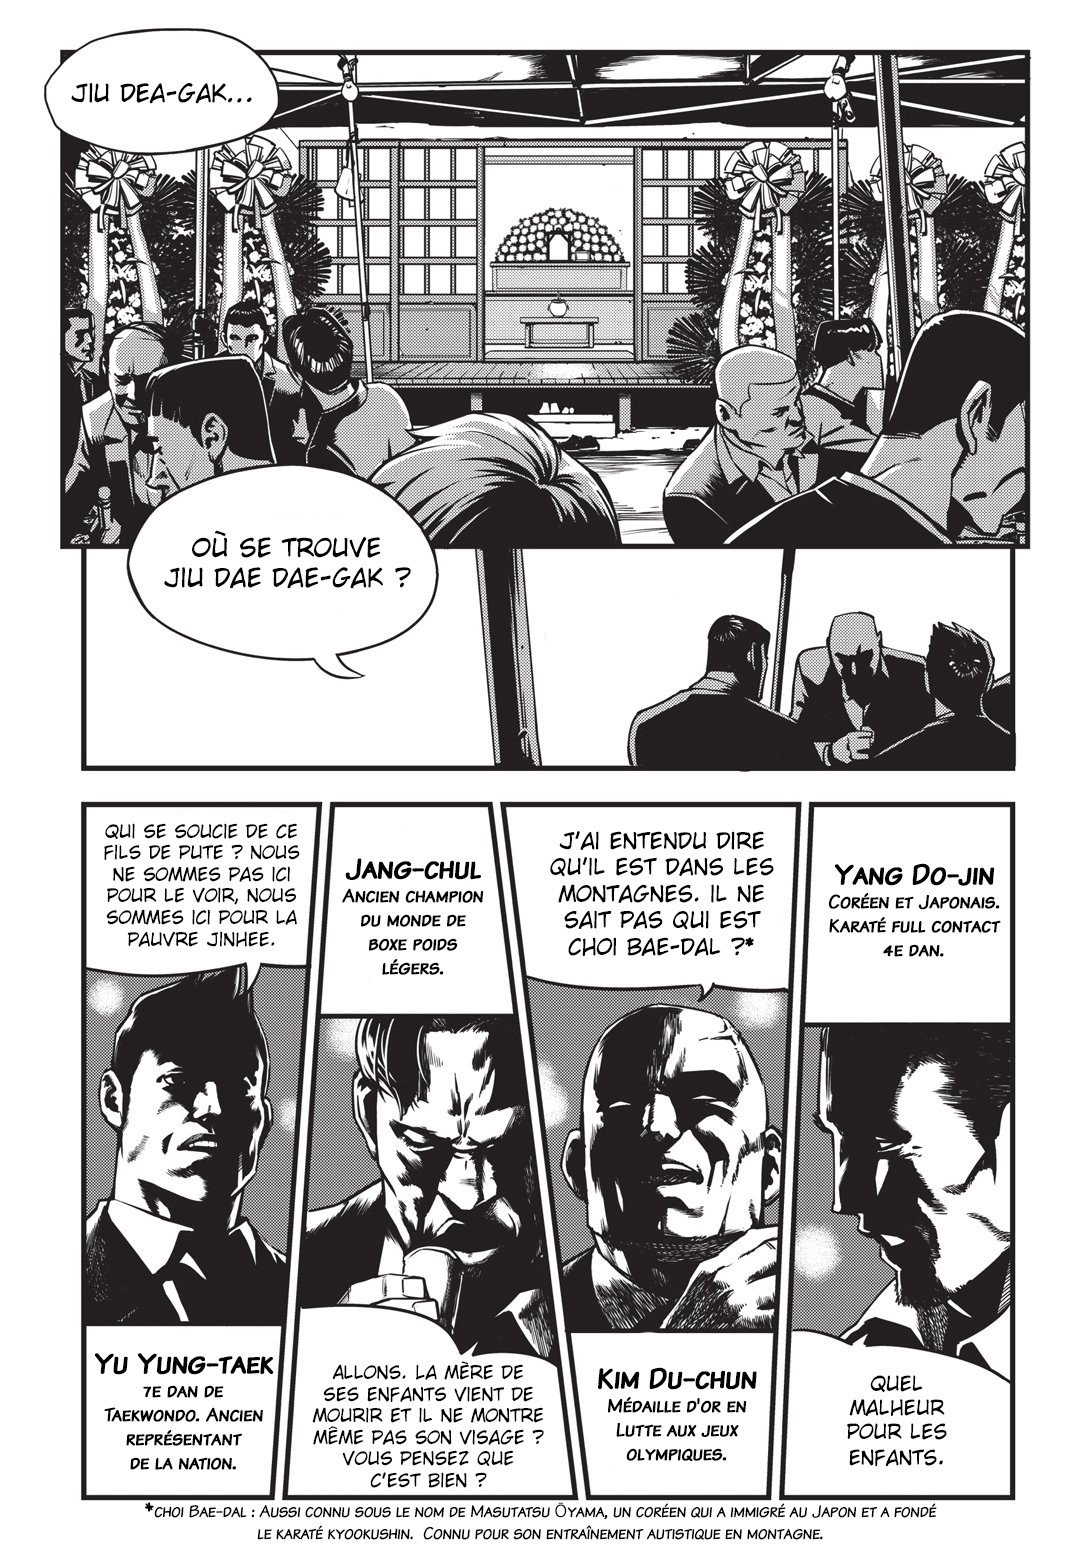 JIU DEA-GAK...
OÙ SE TROUVE
JIU DAE DAE-GAK ?
QUI SE SOUCIE DE CE
FILS DE PUTE ? NOUS
NE SOMMES PAS ICI
POUR LE VOIR, NOUS
SOMMES ICI POUR LA
PAUVRE JINHEE.
YU YUNG-TAEK
7E DAN DE
TAEKWONDO. ANCIEN
REPRÉSENTANT
DE LA NATION.
JANG-CHUL
ANCIEN CHAMPION
DU MONDE DE
BOXE POIDS
LÉGERS.
ALLONS. LA MÈRE DE
SES ENFANTS VIENT DE
MOURIR ET IL NE MONTRE
MÊME PAS SON VISAGE ?
VOUS PENSEZ QUE
C'EST BIEN ?
J'AI ENTENDU DIRE
QU'IL EST DANS LES
MONTAGNES. IL NE
SAIT PAS QUI EST
CHOI BAE-DAL ?*
KIM DU-CHUN
MÉDAILLE D'OR EN
LUTTE AUX JEUX
OLYMPIQUES.
YANG DO-JIN
CORÉEN ET JAPONAIS.
KARATÉ FULL CONTACT
4E DAN.
QUEL
MALHEUR
POUR LES
ENFANTS.
*CHOI BAE-DAL : AUSSI CONNU SOUS LE NOM DE MASUTATSU ŌYAMA, UN CORÉEN QUI A IMMIGRÉ AU JAPON ET A FONDÉ
LE KARATÉ KYOOKUSHIN. CONNU POUR SON ENTRAÎNEMENT AUTISTIQUE EN MONTAGNE.